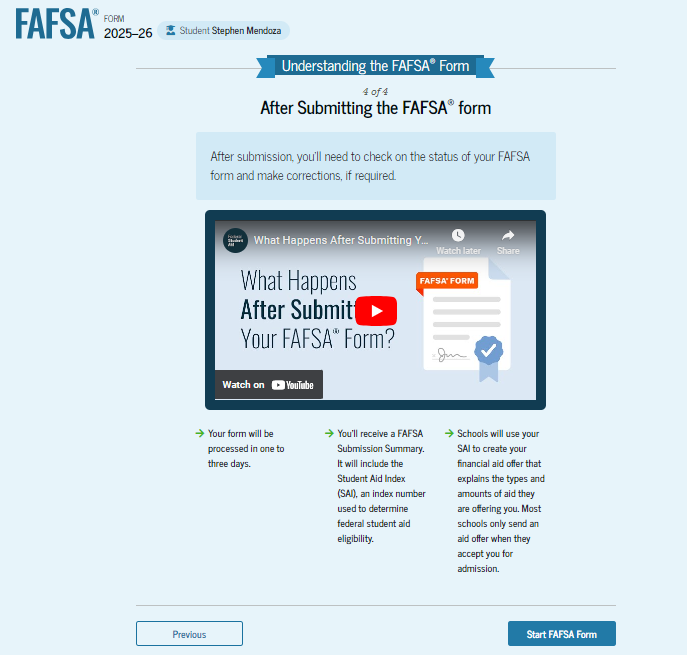 FAFSA®
FORM
2025–26
Student Stephen Mendoza
Understanding the FAFSA® Form
4 of 4
After Submitting the FAFSA® form
After submission, you'll need to check on the status of your FAFSA
form and make corrections, if required.
What Happens After Submitting Y...
Watch later
Share
What Happens
After Submit
Your FAFSA® Form?
FAFSA® FORM
Watch on YouTube
Your form will be
processed in one to
three days.
You'll receive a FAFSA
Submission Summary.
It will include the
Student Aid Index
(SAI), an index number
used to determine
federal student aid
eligibility.
Schools will use your
SAI to create your
financial aid offer that
explains the types and
amounts of aid they
are offering you. Most
schools only send an
aid offer when they
accept you for
admission.
Previous
Start FAFSA Form